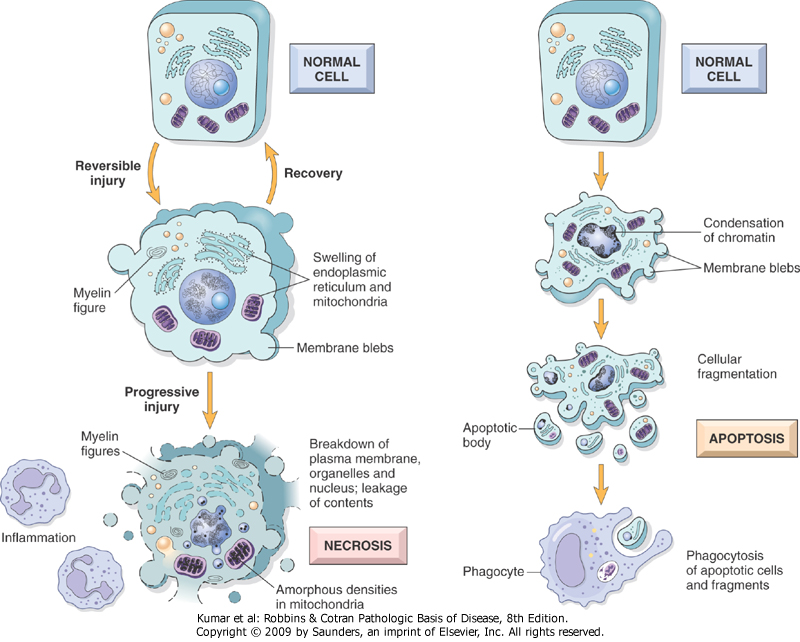 NORMAL
CELL
Reversible
injury
Recovery
Swelling of
endoplasmic
reticulum and
mitochondria
Myelin
figure
Membrane blebs
Progressive
injury
Myelin
figures
Breakdown of
plasma membrane,
organelles and
nucleus; leakage
of contents
Inflammation
NECROSIS
Amorphous densities
in mitochondria
NORMAL
CELL
Condensation
of chromatin
Membrane blebs
Cellular
fragmentation
Apoptotic
body
APOPTOSIS
Phagocyte
Phagocytosis
of apoptotic cells
and fragments
Kumar et al: Robbins & Cotran Pathologic Basis of Disease, 8th Edition.
Copyright © 2009 by Saunders, an imprint of Elsevier, Inc. All rights reserved.